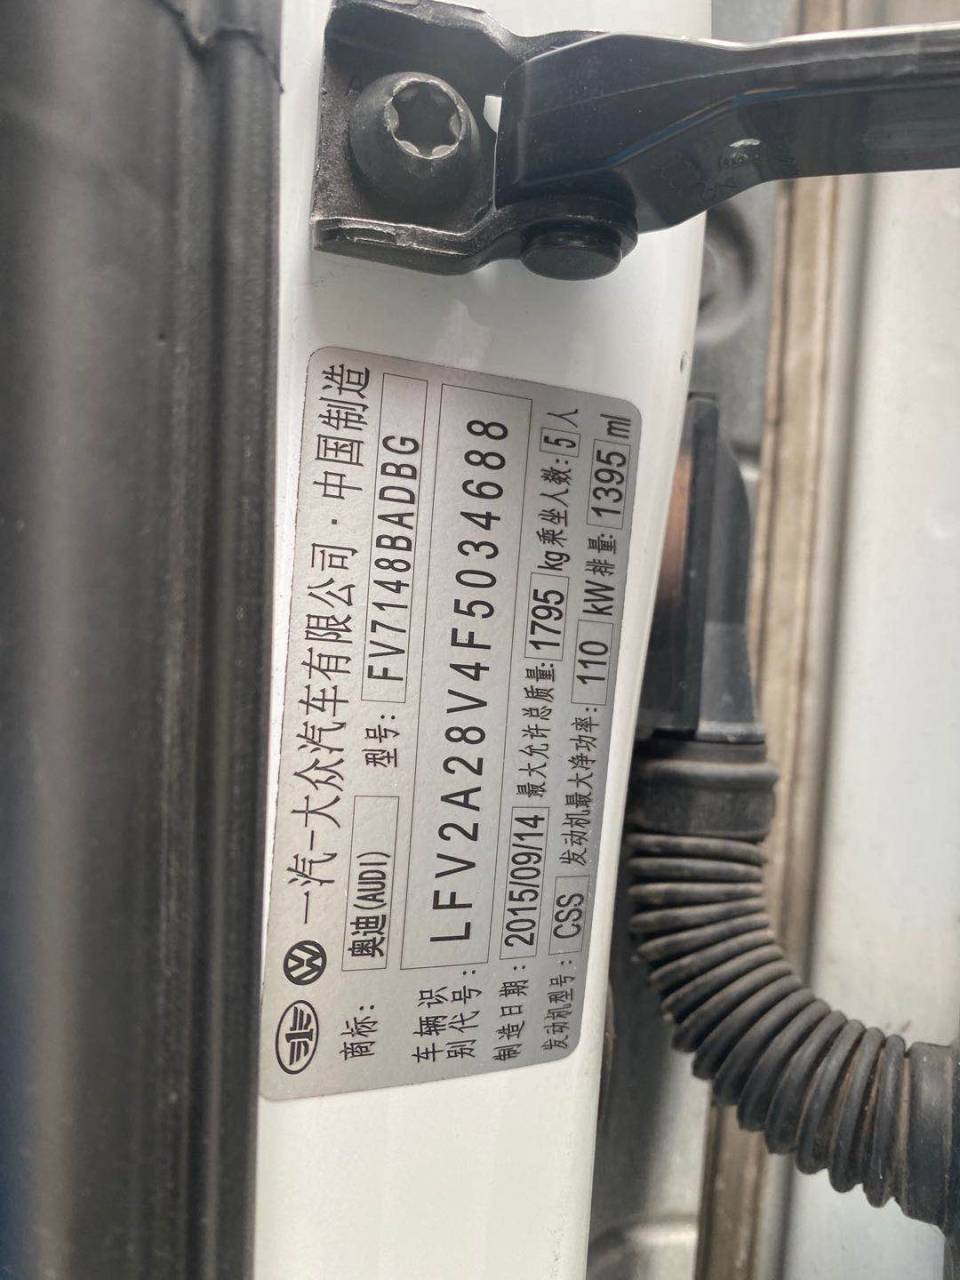 一汽-大众汽车有限公司·中国制造
商标: 奥迪(AUDI) 型号: FV7148BADBG
车辆识别代号: LFV2A28V4F5034688
制造日期: 2015/09/14 最大允许总质量: 1795 kg 乘坐人数: 5 人
发动机型号: CSS 发动机最大净功率: 110 kW 排量: 1395 ml